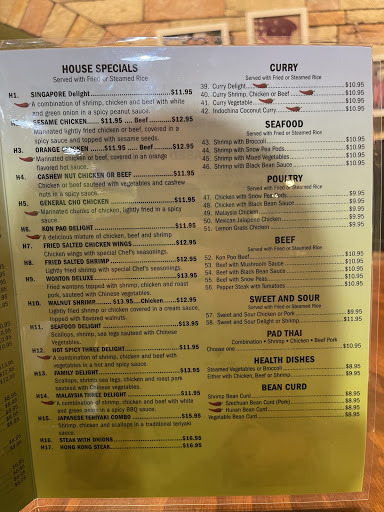 HOUSE SPECIALS
Served with Fried or Steamed Rice
H1. SINGAPORE Delight $11.95
A combination of shrimp, chicken and beef with white and green onion in a spicy peanut sauce.
H2. SESAME CHICKEN $11.95 .... Beef $12.95
Marinated lightly fried chicken or beef, covered in a spicy sauce and topped with sesame seeds.
H3. ORANGE CHICKEN $11.95 .... Beef $12.95
Marinated chicken or beef, covered in an orange flavored hot sauce.
H4. CASHEW NUT CHICKEN OR BEEF $11.95
Chicken or beef sauteed with vegetables and cashew nuts in a spicy sauce.
H5. GENERAL CHO CHICKEN $11.95
Marinated chunks of chicken, lightly fried in a spicy sauce.
H6. KON PAO DELIGHT $11.95
A delicious mixture of chicken, beef and shrimp
H7. FRIED SALTED CHICKEN WINGS $12.95
Chicken wings with special Chef's seasonings.
H8. FRIED SALTED SHRIMP $12.95
Lightly fried shrimp with special Chef's seasonings.
H9. WONTON DELUXE $13.95
Fried wontons topped with shrimp, chicken and roast pork, sauteed with Chinese vegetables.
H10. WALNUT SHRIMP $13.95 ... Chicken $12.95
Lightly fried shrimp or chicken covered in a cream sauce, topped with flavored walnuts.
H11. SEAFOOD DELIGHT $13.95
Scallops, shrimp, sea legs sauteed with Chinese Vegetables.
H12. HOT SPICY THREE DELIGHT $11.95
A combination of shrimp, chicken and beef with vegetables in a hot and spicy sauce.
H13. FAMILY DELIGHT $13.95
Scallops, shrimp sea legs, chicken and roast pork sauteed with Chinese vegetables.
H14. MALAYSIA THREE DELIGHT $11.95
A combination of shrimp, chicken and beef with white and green onion in a spicy BBQ sauce.
H15. JAPANESE TERIYAKI COMBO $15.95
Shrimp, chicken and scallops in a traditional teriyaki sauce.
H16. STEAK WITH ONIONS $16.95
H17. HONG KONG STEAK $16.95
CURRY
Served with Fried or Steamed Rice
39. Curry Delight $10.95
40. Curry Shrimp, Chicken or Beef $10.95
41. Curry Vegetable $10.95
42. Indochina Coconut Curry $10.95
SEAFOOD
Served with Fried or Steamed Rice
43. Shrimp with Broccoli $10.95
44. Shrimp with Snow Pea Pods $10.95
45. Shrimp with Mixed Vegetables $10.95
46. Shrimp with Black Bean Sauce $10.95
POULTRY
Served with Fried or Steamed Rice
47. Chicken with Snow Pea Pods $9.95
48. Chicken with Black Bean Sauce $9.95
49. Malaysia Chicken $9.95
50. Mexican Jalapeno Chicken $9.95
51. Lemon Grass Chicken $9.95
BEEF
Served with Fried or Steamed Rice
52. Kon Poo Beef $10.95
53. Beef with Mushroom Sauce $10.95
54. Beef with Black Bean Sauce $10.95
55. Beef with Snow Peas $10.95
56. Pepper Steak with Tomatoes $10.95
SWEET AND SOUR
Served with Fried or Steamed Rice
57. Sweet and Sour Chicken or Pork $9.95
58. Sweet and Sour Delight or Shrimp $11.95
PAD THAI
Combination • Shrimp • Chicken • Beef Pork
Choose one $10.95
HEALTH DISHES
Steamed Vegetables or Broccoli $8.95
Either with Chicken, Beef or Shrimp $9.95
BEAN CURD
Shrimp Bean Curd $8.95
Szechuan Bean Curd (Pork) $8.95
Hunan Bean Curd $8.95
Vegetable Bean Curd $8.95